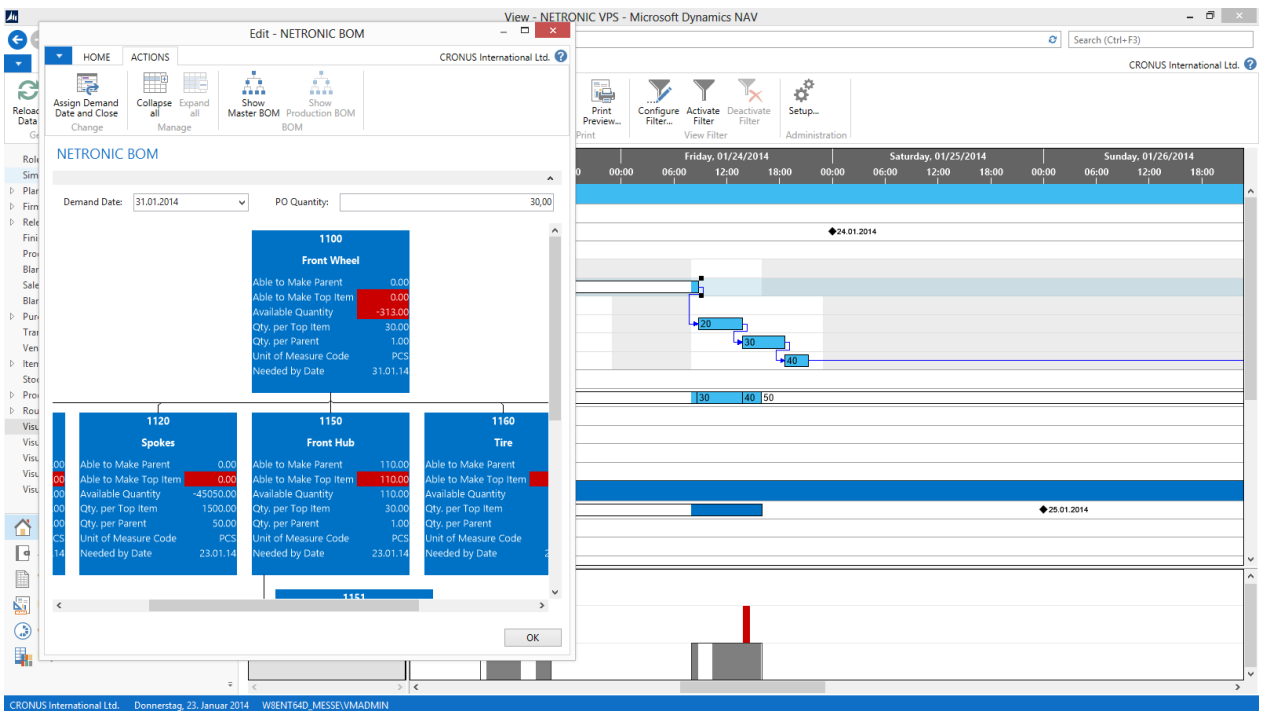 View - NETRONIC VPS - Microsoft Dynamics NAV
Edit - NETRONIC BOM
Search (Ctrl+F3)
HOME ACTIONS CRONUS International Ltd.
CRONUS International Ltd.
Reload Data
Assign Demand Date and Close
Collapse all
Expand all
Show Master BOM
Show Production BOM
Change Manage BOM
Print Preview...
Configure Filter...
Activate Filter
Deactivate Filter
Setup...
Print View Filter Administration
NETRONIC BOM
Demand Date: 31.01.2014 PO Quantity: 30,00
Friday, 01/24/2014 Saturday, 01/25/2014 Sunday, 01/26/2014
00:00 06:00 12:00 18:00 00:00 06:00 12:00 18:00 00:00 06:00 12:00 18:00
1100
Front Wheel
Able to Make Parent 0.00
Able to Make Top Item 0.00
Available Quantity -313.00
Qty. per Top Item 30.00
Qty. per Parent 1.00
Unit of Measure Code PCS
Needed by Date 31.01.14
1120
Spokes
Able to Make Parent 0.00
Able to Make Top Item 0.00
Available Quantity -45050.00
Qty. per Top Item 1500.00
Qty. per Parent 50.00
Unit of Measure Code PCS
Needed by Date 23.01.14
1150
Front Hub
Able to Make Parent 110.00
Able to Make Top Item 110.00
Available Quantity 110.00
Qty. per Top Item 30.00
Qty. per Parent 1.00
Unit of Measure Code PCS
Needed by Date 23.01.14
1160
Tire
Able to Make Parent
Able to Make Top Item
Available Quantity
Qty. per Top Item
Qty. per Parent
Unit of Measure Code
Needed by Date 2
1151
OK
24.01.2014
20
30
40
30 40 50
25.01.2014
CRONUS International Ltd. Donnerstag, 23. Januar 2014 W8ENT64D_MESSE\VMADMIN